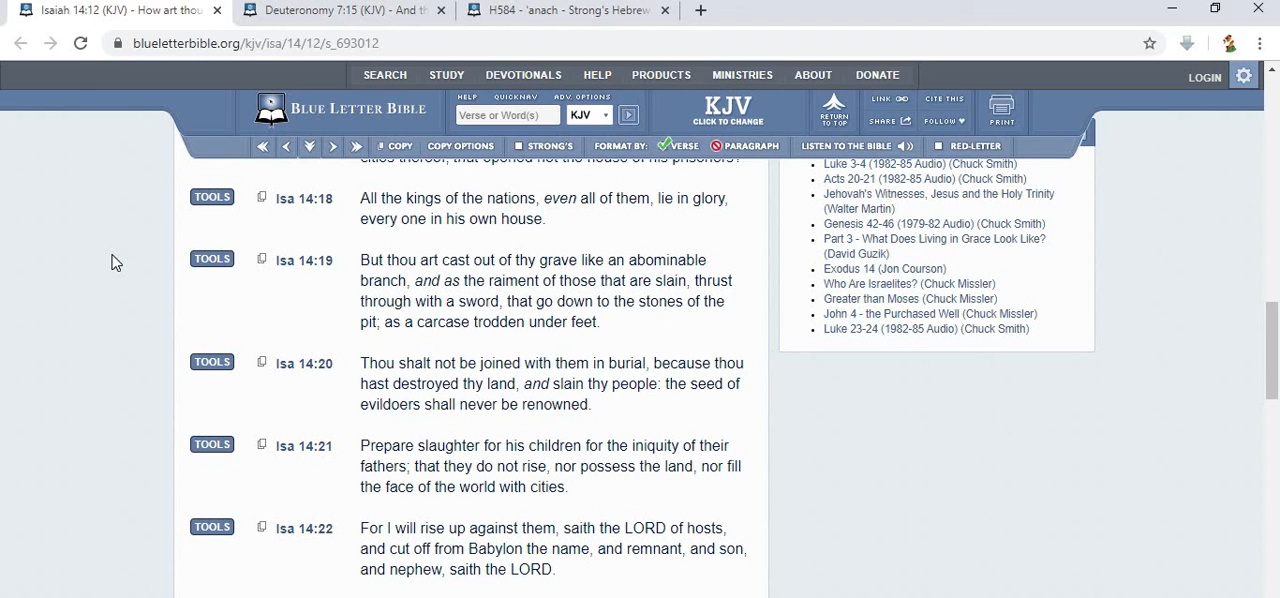 Isaiah 14:12 (KJV) - How art thou
Deuteronomy 7:15 (KJV) - And th
H584 - 'anach - Strong's Hebrew
blueletterbible.org/kjv/isa/14/12/s_693012
SEARCH STUDY DEVOTIONALS HELP PRODUCTS MINISTRIES ABOUT DONATE
LOGIN
BLUE LETTER BIBLE
HELP QUICKNAV ADV. OPTIONS
Verse or Word(s) KJV
KJV
CLICK TO CHANGE
RETURN
TO TOP
LINK CITE THIS
SHARE FOLLOW
PRINT
COPY COPY OPTIONS STRONG'S FORMAT BY: VERSE PARAGRAPH LISTEN TO THE BIBLE RED-LETTER
cities thereof; that opened not the house of his prisoners?
TOOLS Isa 14:18 All the kings of the nations, even all of them, lie in glory,
every one in his own house.
TOOLS Isa 14:19 But thou art cast out of thy grave like an abominable
branch, and as the raiment of those that are slain, thrust
through with a sword, that go down to the stones of the
pit; as a carcase trodden under feet.
TOOLS Isa 14:20 Thou shalt not be joined with them in burial, because thou
hast destroyed thy land, and slain thy people: the seed of
evildoers shall never be renowned.
TOOLS Isa 14:21 Prepare slaughter for his children for the iniquity of their
fathers; that they do not rise, nor possess the land, nor fill
the face of the world with cities.
TOOLS Isa 14:22 For I will rise up against them, saith the LORD of hosts,
and cut off from Babylon the name, and remnant, and son,
and nephew, saith the LORD.
Luke 3-4 (1982-85 Audio) (Chuck Smith)
Acts 20-21 (1982-85 Audio) (Chuck Smith)
Jehovah's Witnesses, Jesus and the Holy Trinity
(Walter Martin)
Genesis 42-46 (1979-82 Audio) (Chuck Smith)
Part 3 - What Does Living in Grace Look Like?
(David Guzik)
Exodus 14 (Jon Courson)
Who Are Israelites? (Chuck Missler)
Greater than Moses (Chuck Missler)
John 4 - the Purchased Well (Chuck Missler)
Luke 23-24 (1982-85 Audio) (Chuck Smith)